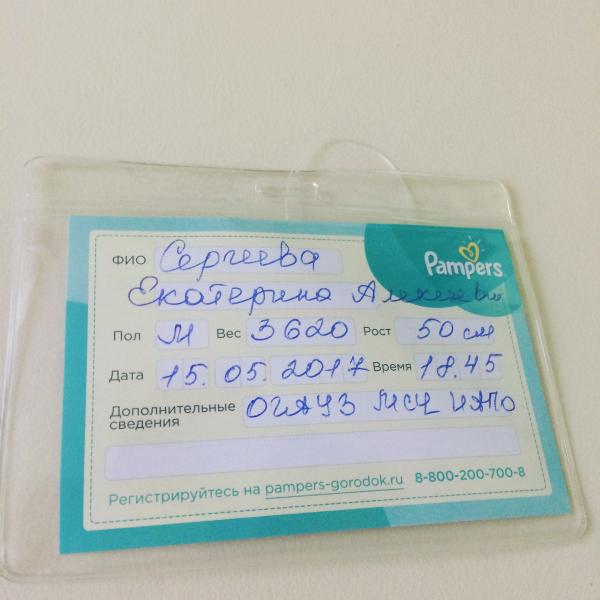 Pampers
ФИО Сергеева
Екатерина Алексеевна
Пол М Вес 3620 Рост 50 см
Дата 15. 05. 2017 Время 18.45
Дополнительные сведения ОГАУЗ МСЧ ИАПО
Регистрируйтесь на pampers-gorodok.ru 8-800-200-700-8